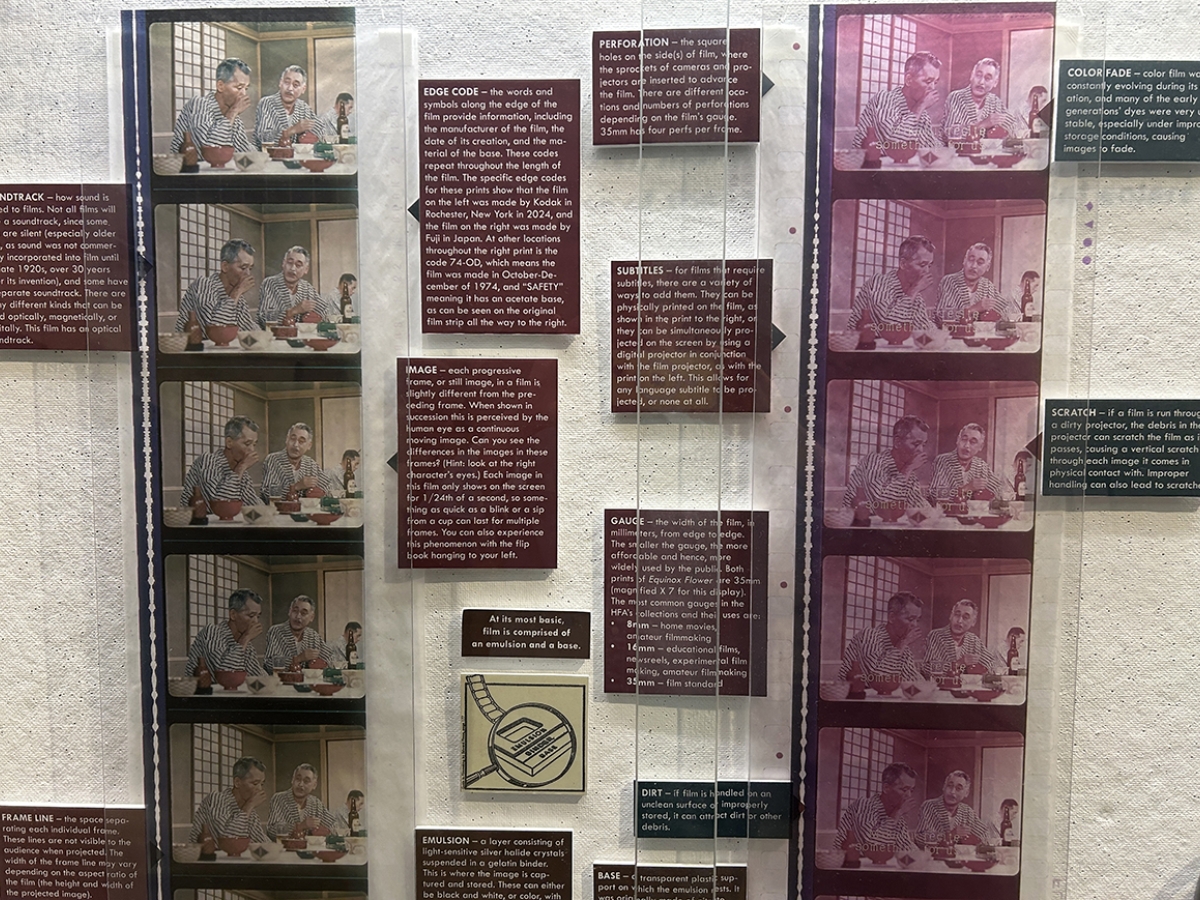 PERFORATION – the square
holes on the side(s) of film, where
the sprockets of cameras and pro-
jectors are inserted to advance
the film. There are different loca-
tions and numbers of perforations
depending on the film's gauge.
35mm has four perfs per frame.
COLOR FADE – color film
constantly evolving during its
ation, and many of the early
generations' dyes were very
stable, especially under
storage conditions, causing
images to fade.
EDGE CODE – the words and
symbols along the edge of the
film provide information, including
the manufacturer of the film, the
date of its creation, and the ma-
terial of the base. These codes
repeat throughout the length of
the film. The specific edge codes
for these prints show that the film
on the left was made by Kodak in
Rochester, New York in 2024, and
the film on the right was made by
Fuji in Japan. At other locations
throughout the right print is the
code 74-OD, which means the
film was made in October-De-
cember of 1974, and "SAFETY"
meaning it has an acetate base,
as can be seen on the original
film strip all the way to the right.
NDTRACK – how sound is
ed to films. Not all films will
a soundtrack, since some
are silent (especially older
, as sound was not commer-
y incorporated into film until
ate 1920s, over 30 years
r its invention), and some have
eparate soundtrack. There are
y different kinds that can be
d optically, magnetically, or
itally. This film has an optical
ndtrack.
SUBTITLES – for films that require
subtitles, there are a variety of
ways to add them. They can be
physically printed on the film, as
shown in the print to the right, or
they can be simultaneously pro-
jected on the screen by using a
digital projector in conjunction
with the film projector, as with the
print on the left. This allows for
any language subtitle to be pro-
jected, or none at all.
IMAGE – each progressive
frame, or still image, in a film is
slightly different from the pre-
ceding frame. When shown in
succession this is perceived by the
human eye as a continuous
moving image. Can you see the
differences in the images in these
frames? (Hint: look at the right
character's eyes.) Each image in
this film only shows on the screen
for 1/24th of a second, so some-
thing as quick as a blink or a sip
from a cup can last for multiple
frames. You can also experience
this phenomenon with the flip
book hanging to your left.
SCRATCH – if a film is run
a dirty projector, the debris in
projector can scratch the film as
passes, causing a vertical scratch
through each image it comes in
physical contact with. Improper
handling can also lead to
GAUGE – the width of the film, in
millimeters, from edge to edge.
The smaller the gauge, the more
affordable and hence, more
widely used by the public. Both
prints of Equinox Flower are 35mm
(magnified X 7 for this display).
The most common gauges in the
HFA's collections and their uses are:
• 8mm – home movies,
amateur filmmaking
• 16mm – educational films,
newsreels, experimental film
making, amateur filmmaking
• 35mm – film standard
At its most basic,
film is comprised of
an emulsion and a base.
EMULSION
BINDER
BASE
DIRT – if film is handled on an
unclean surface or improperly
stored, it can attract dirt or other
debris.
FRAME LINE – the space sepa-
rating each individual frame.
These lines are not visible to the
audience when projected. The
width of the frame line may vary
depending on the aspect ratio of
the film (the height and width of
the projected image).
EMULSION – a layer consisting of
light-sensitive silver halide crystals
suspended in a gelatin binder.
This is where the image is cap-
tured and stored. These can either
be black and white, or color, with
BASE – a transparent plastic sup-
port on which the emulsion rests. It
was originally made of
something for us
something for us
something for us
something for us
something for us